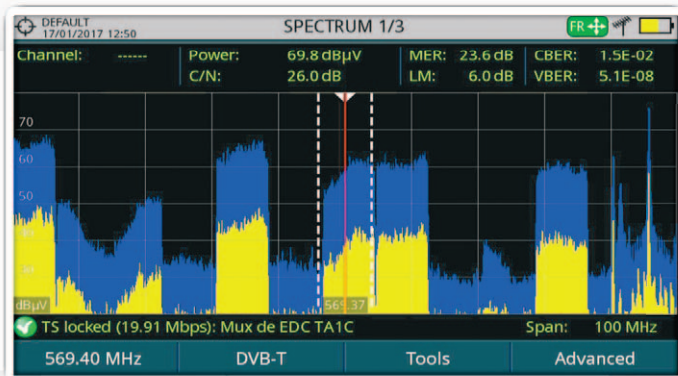 DEFAULT
17/01/2017 12:50
SPECTRUM 1/3
FR
Channel: ------ Power: 69.8 dBμV MER: 23.6 dB CBER: 1.5E-02
C/N: 26.0 dB LM: 6.0 dB VBER: 5.1E-08
70
60
50
dBμV
569.37
TS locked (19.91 Mbps): Mux de EDC TA1C Span: 100 MHz
569.40 MHz DVB-T Tools Advanced